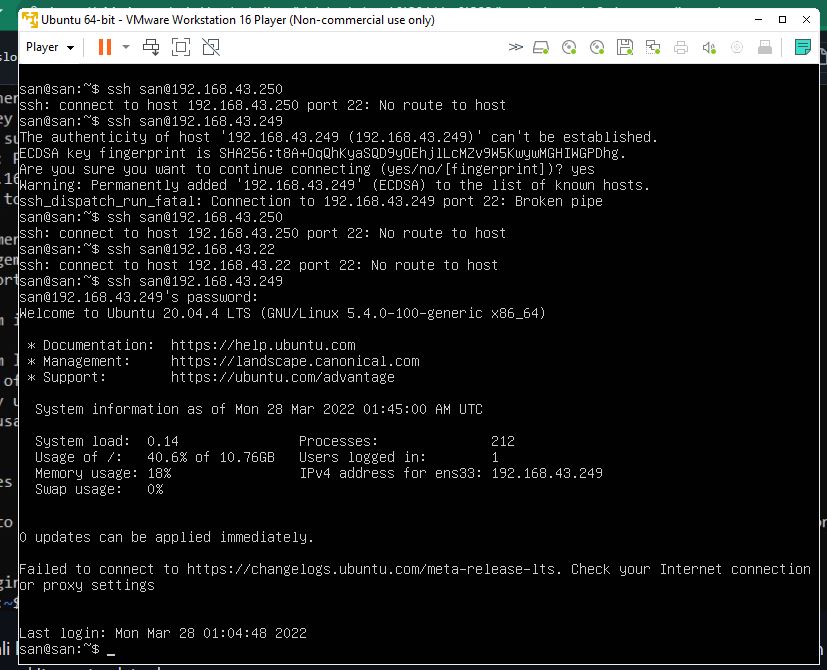 Ubuntu 64-bit - VMware Workstation 16 Player (Non-commercial use only)
Player
san@san:~$ ssh san@192.168.43.250
ssh: connect to host 192.168.43.250 port 22: No route to host
san@san:~$ ssh san@192.168.43.249
The authenticity of host '192.168.43.249 (192.168.43.249)' can't be established.
ECDSA key fingerprint is SHA256:t8A+OqQhKyaSQD9yOEhjlLcMZv9W5KwywMGHIWGPDhg.
Are you sure you want to continue connecting (yes/no/[fingerprint])? yes
Warning: Permanently added '192.168.43.249' (ECDSA) to the list of known hosts.
ssh_dispatch_run_fatal: Connection to 192.168.43.249 port 22: Broken pipe
san@san:~$ ssh san@192.168.43.250
ssh: connect to host 192.168.43.250 port 22: No route to host
san@san:~$ ssh san@192.168.43.22
ssh: connect to host 192.168.43.22 port 22: No route to host
san@san:~$ ssh san@192.168.43.249
san@192.168.43.249's password:
Welcome to Ubuntu 20.04.4 LTS (GNU/Linux 5.4.0-100-generic x86_64)
* Documentation: https://help.ubuntu.com
* Management: https://landscape.canonical.com
* Support: https://ubuntu.com/advantage
System information as of Mon 28 Mar 2022 01:45:00 AM UTC
System load: 0.14 Processes: 212
Usage of /: 40.6% of 10.76GB Users logged in: 1
Memory usage: 18% IPv4 address for ens33: 192.168.43.249
Swap usage: 0%
0 updates can be applied immediately.
Failed to connect to https://changelogs.ubuntu.com/meta-release-lts. Check your Internet connection
or proxy settings
Last login: Mon Mar 28 01:04:48 2022
san@san:~$ _